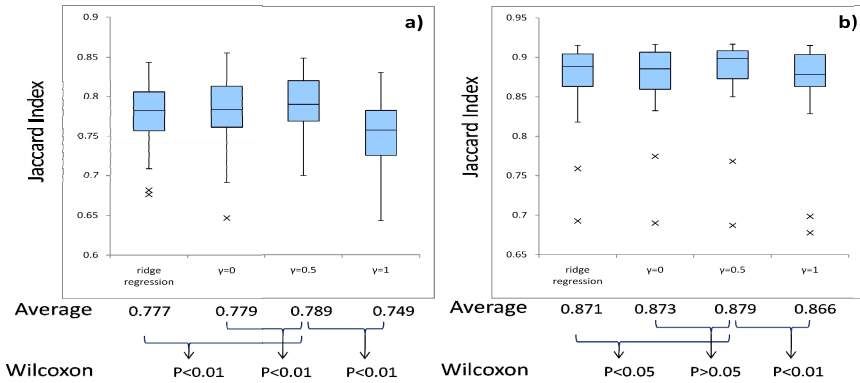 a)
Jaccard Index
0.9
0.85
0.8
0.75
0.7
0.65
0.6
ridge regression
γ=0
γ=0.5
γ=1
Average 0.777 0.779 0.789 0.749
Wilcoxon P<0.01 P<0.01 P<0.01
b)
Jaccard Index
0.95
0.9
0.85
0.8
0.75
0.7
0.65
ridge regression
γ=0
γ=0.5
γ=1
Average 0.871 0.873 0.879 0.866
Wilcoxon P<0.05 P>0.05 P<0.01